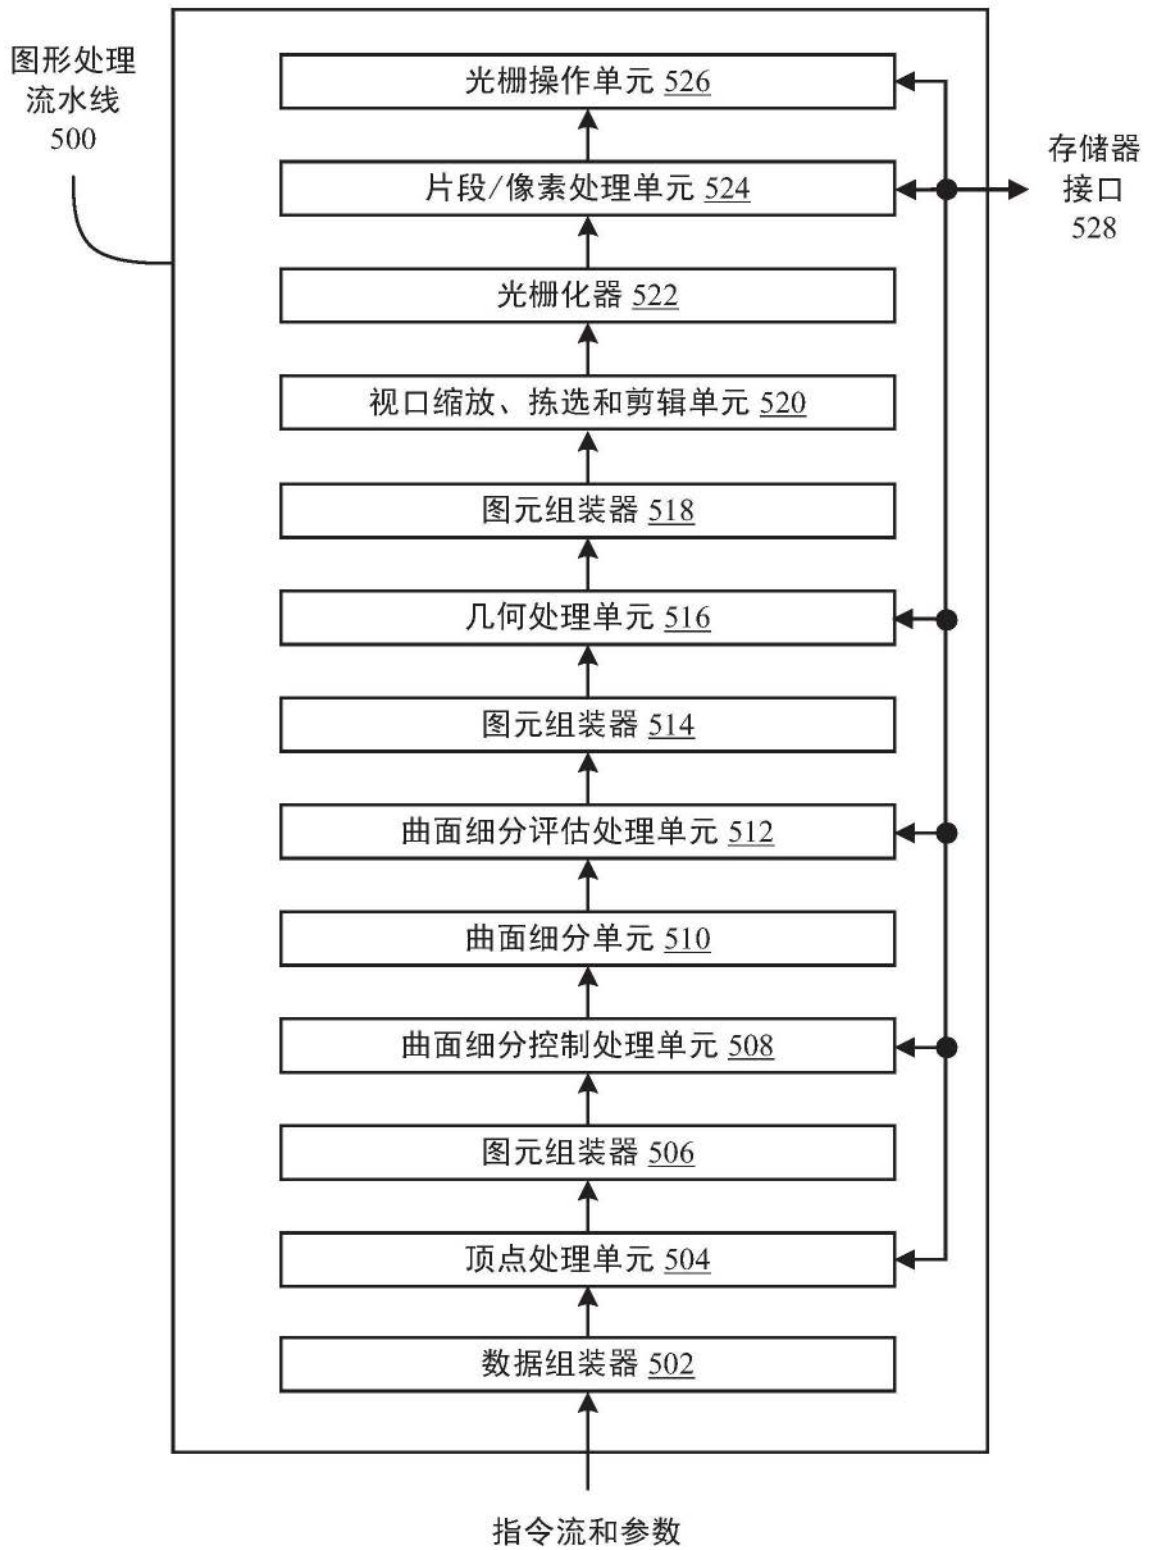 图形处理
流水线
500
光栅操作单元 526
存储器
接口
528
片段/像素处理单元 524
光栅化器 522
视口缩放、拣选和剪辑单元 520
图元组装器 518
几何处理单元 516
图元组装器 514
曲面细分评估处理单元 512
曲面细分单元 510
曲面细分控制处理单元 508
图元组装器 506
顶点处理单元 504
数据组装器 502
指令流和参数